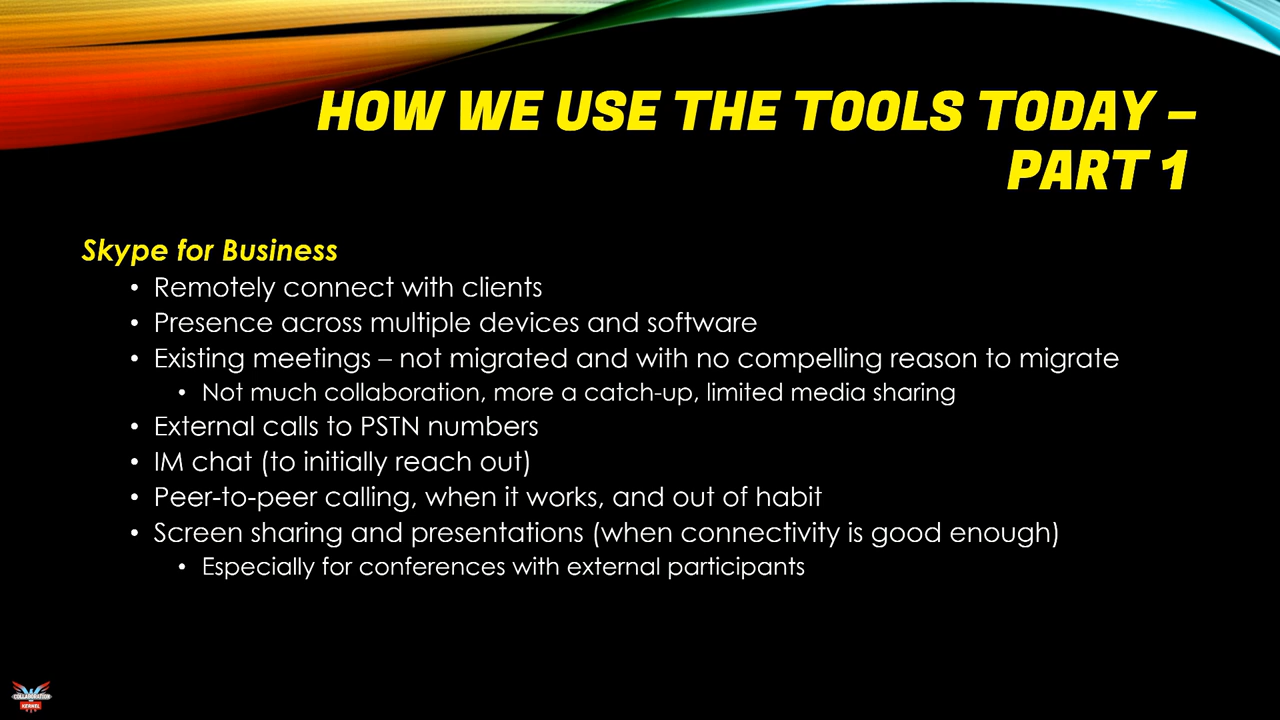 HOW WE USE THE TOOLS TODAY –
PART 1
Skype for Business
• Remotely connect with clients
• Presence across multiple devices and software
• Existing meetings – not migrated and with no compelling reason to migrate
• Not much collaboration, more a catch-up, limited media sharing
• External calls to PSTN numbers
• IM chat (to initially reach out)
• Peer-to-peer calling, when it works, and out of habit
• Screen sharing and presentations (when connectivity is good enough)
• Especially for conferences with external participants
COLLABORATION
KERNEL